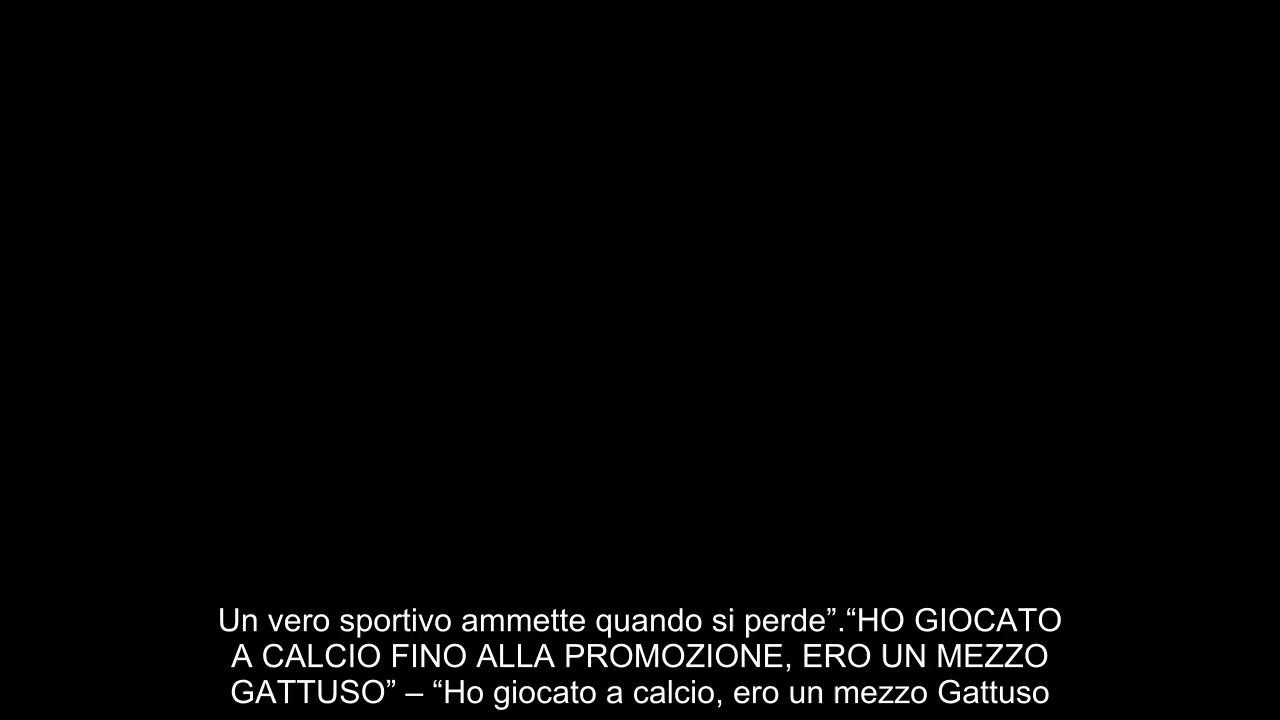 Un vero sportivo ammette quando si perde”.“HO GIOCATO
A CALCIO FINO ALLA PROMOZIONE, ERO UN MEZZO
GATTUSO” – “Ho giocato a calcio, ero un mezzo Gattuso